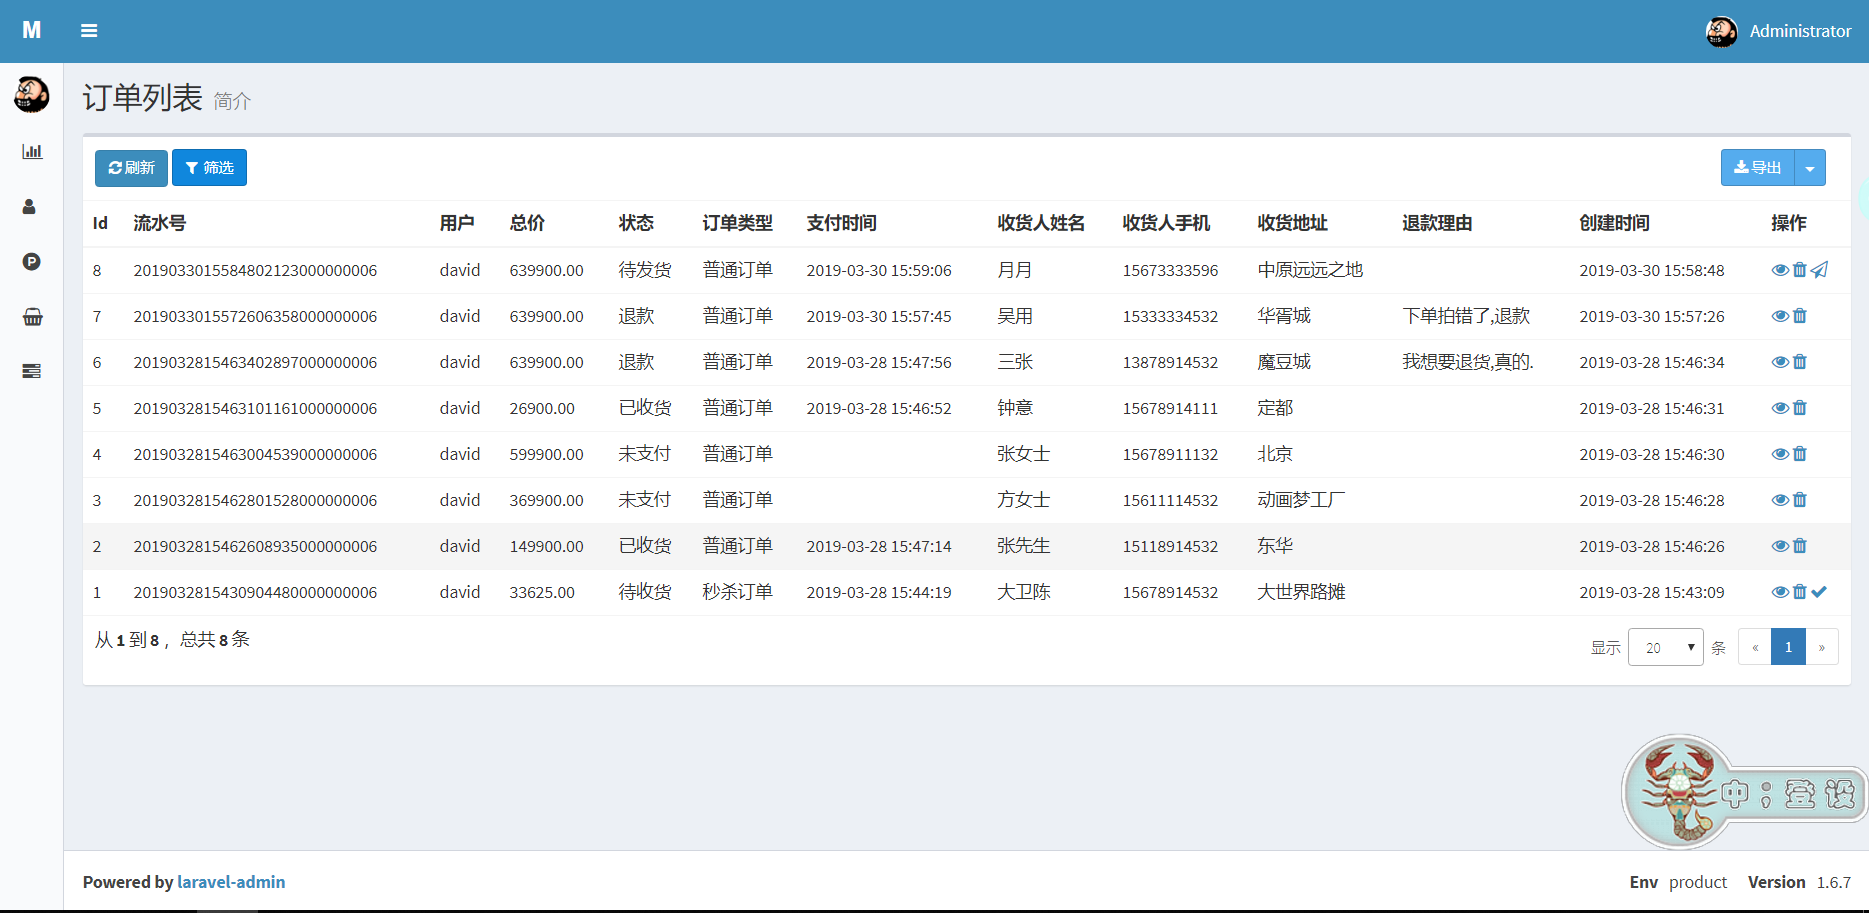 M Administrator
订单列表 简介
刷新 筛选 导出
Id 流水号 用户 总价 状态 订单类型 支付时间 收货人姓名 收货人手机 收货地址 退款理由 创建时间 操作
8 2019033015584802123000000006 david 639900.00 待发货 普通订单 2019-03-30 15:59:06 月月 15673333596 中原远远之地 2019-03-30 15:58:48
7 2019033015572606358000000006 david 639900.00 退款 普通订单 2019-03-30 15:57:45 吴用 15333334532 华胥城 下单拍错了,退款 2019-03-30 15:57:26
6 2019032815463402897000000006 david 639900.00 退款 普通订单 2019-03-28 15:47:56 三张 13878914532 魔豆城 我想要退货,真的. 2019-03-28 15:46:34
5 2019032815463101161000000006 david 26900.00 已收货 普通订单 2019-03-28 15:46:52 钟意 15678914111 定都 2019-03-28 15:46:31
4 2019032815463004539000000006 david 599900.00 未支付 普通订单 张女士 15678911132 北京 2019-03-28 15:46:30
3 2019032815462801528000000006 david 369900.00 未支付 普通订单 方女士 15611114532 动画梦工厂 2019-03-28 15:46:28
2 2019032815462608935000000006 david 149900.00 已收货 普通订单 2019-03-28 15:47:14 张先生 15118914532 东华 2019-03-28 15:46:26
1 2019032815430904480000000006 david 33625.00 待收货 秒杀订单 2019-03-28 15:44:19 大卫陈 15678914532 大世界路摊 2019-03-28 15:43:09
从 1 到 8 ，总共 8 条 显示 20 条 « 1 »
中 ; 登 设
Powered by laravel-admin Env product Version 1.6.7